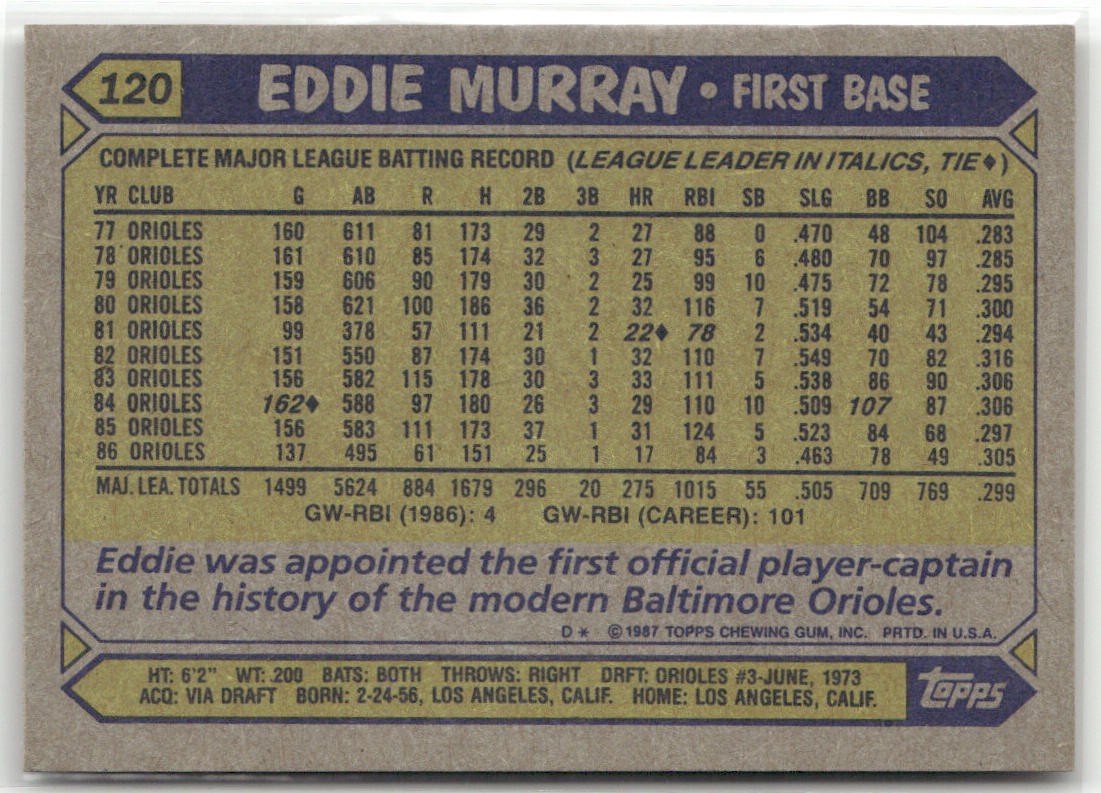 120 EDDIE MURRAY • FIRST BASE
COMPLETE MAJOR LEAGUE BATTING RECORD (LEAGUE LEADER IN ITALICS, TIE♦)
YR CLUB G AB R H 2B 3B HR RBI SB SLG BB SO AVG
77 ORIOLES 160 611 81 173 29 2 27 88 0 .470 48 104 .283
78 ORIOLES 161 610 85 174 32 3 27 95 6 .480 70 97 .285
79 ORIOLES 159 606 90 179 30 2 25 99 10 .475 72 78 .295
80 ORIOLES 158 621 100 186 36 2 32 116 7 .519 54 71 .300
81 ORIOLES 99 378 57 111 21 2 22♦ 78 2 .534 40 43 .294
82 ORIOLES 151 550 87 174 30 1 32 110 7 .549 70 82 .316
83 ORIOLES 156 582 115 178 30 3 33 111 5 .538 86 90 .306
84 ORIOLES 162♦ 588 97 180 26 3 29 110 10 .509 107 87 .306
85 ORIOLES 156 583 111 173 37 1 31 124 5 .523 84 68 .297
86 ORIOLES 137 495 61 151 25 1 17 84 3 .463 78 49 .305
MAJ. LEA. TOTALS 1499 5624 884 1679 296 20 275 1015 55 .505 709 769 .299
GW-RBI (1986): 4 GW-RBI (CAREER): 101
Eddie was appointed the first official player-captain
in the history of the modern Baltimore Orioles.
D* ©1987 TOPPS CHEWING GUM, INC. PRTD. IN U.S.A.
HT: 6'2" WT: 200 BATS: BOTH THROWS: RIGHT DRFT: ORIOLES #3-JUNE, 1973
ACQ: VIA DRAFT BORN: 2-24-56, LOS ANGELES, CALIF. HOME: LOS ANGELES, CALIF.
topps